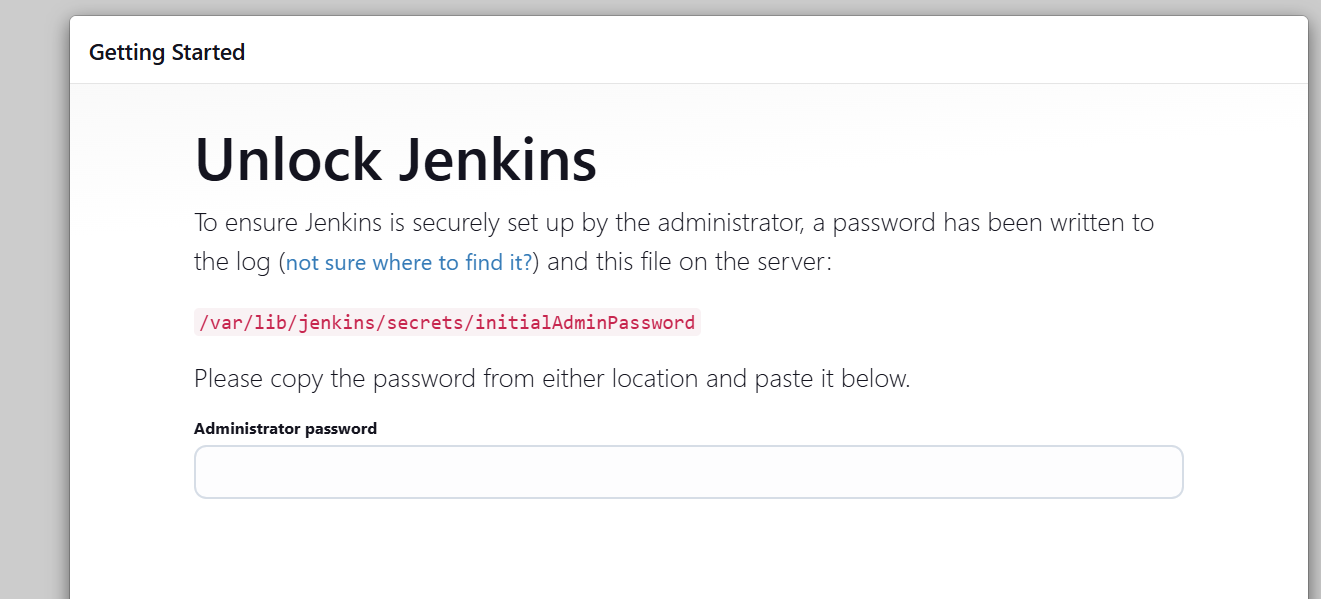 Getting Started
Unlock Jenkins
To ensure Jenkins is securely set up by the administrator, a password has been written to
the log (not sure where to find it?) and this file on the server:
/var/lib/jenkins/secrets/initialAdminPassword
Please copy the password from either location and paste it below.
Administrator password